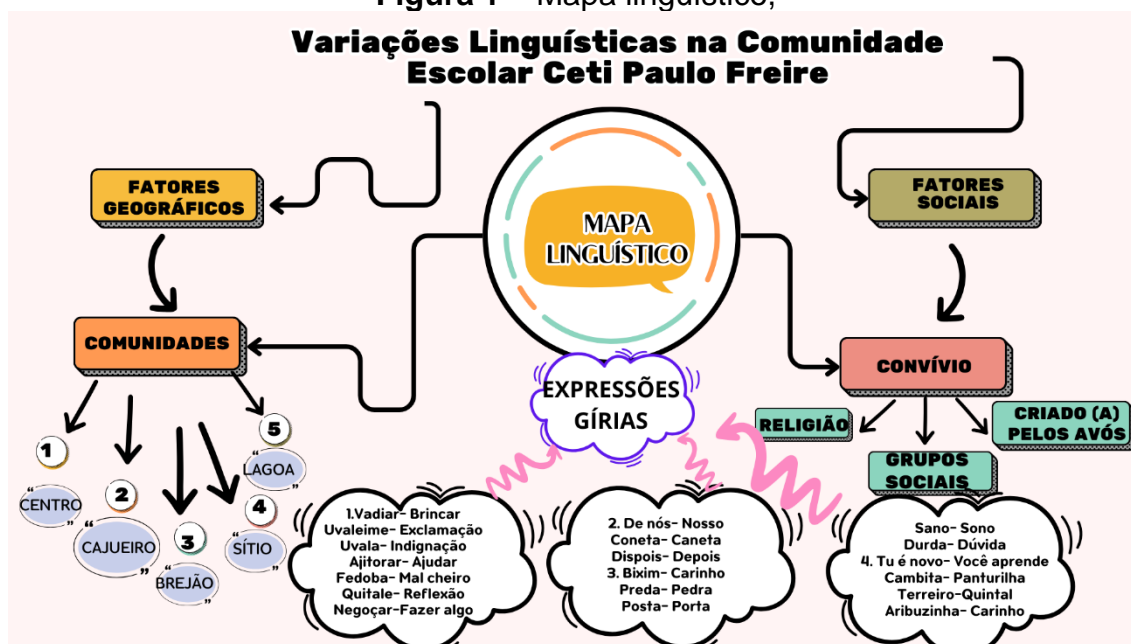 Figura 1 – Mapa linguístico;
Variações Linguísticas na Comunidade
Escolar Ceti Paulo Freire
FATORES
GEOGRÁFICOS
FATORES
SOCIAIS
MAPA
LINGUÍSTICO
COMUNIDADES
CONVÍVIO
EXPRESSÕES
GÍRIAS
RELIGIÃO
CRIADO (A)
PELOS AVÓS
GRUPOS
SOCIAIS
1
CENTRO
2
CAJUEIRO
3
BREJÃO
4
SÍTIO
5
LAGOA
1.Vadiar- Brincar
Uvaleime- Exclamação
Uvala- Indignação
Ajitorar- Ajudar
Fedoba- Mal cheiro
Quitale- Reflexão
Negoçar-Fazer algo
2. De nós- Nosso
Coneta- Caneta
Dispois- Depois
3. Bixim- Carinho
Preda- Pedra
Posta- Porta
Sano- Sono
Durda- Dúvida
4. Tu é novo- Você aprende
Cambita- Panturilha
Terreiro-Quintal
Aribuzinha- Carinho